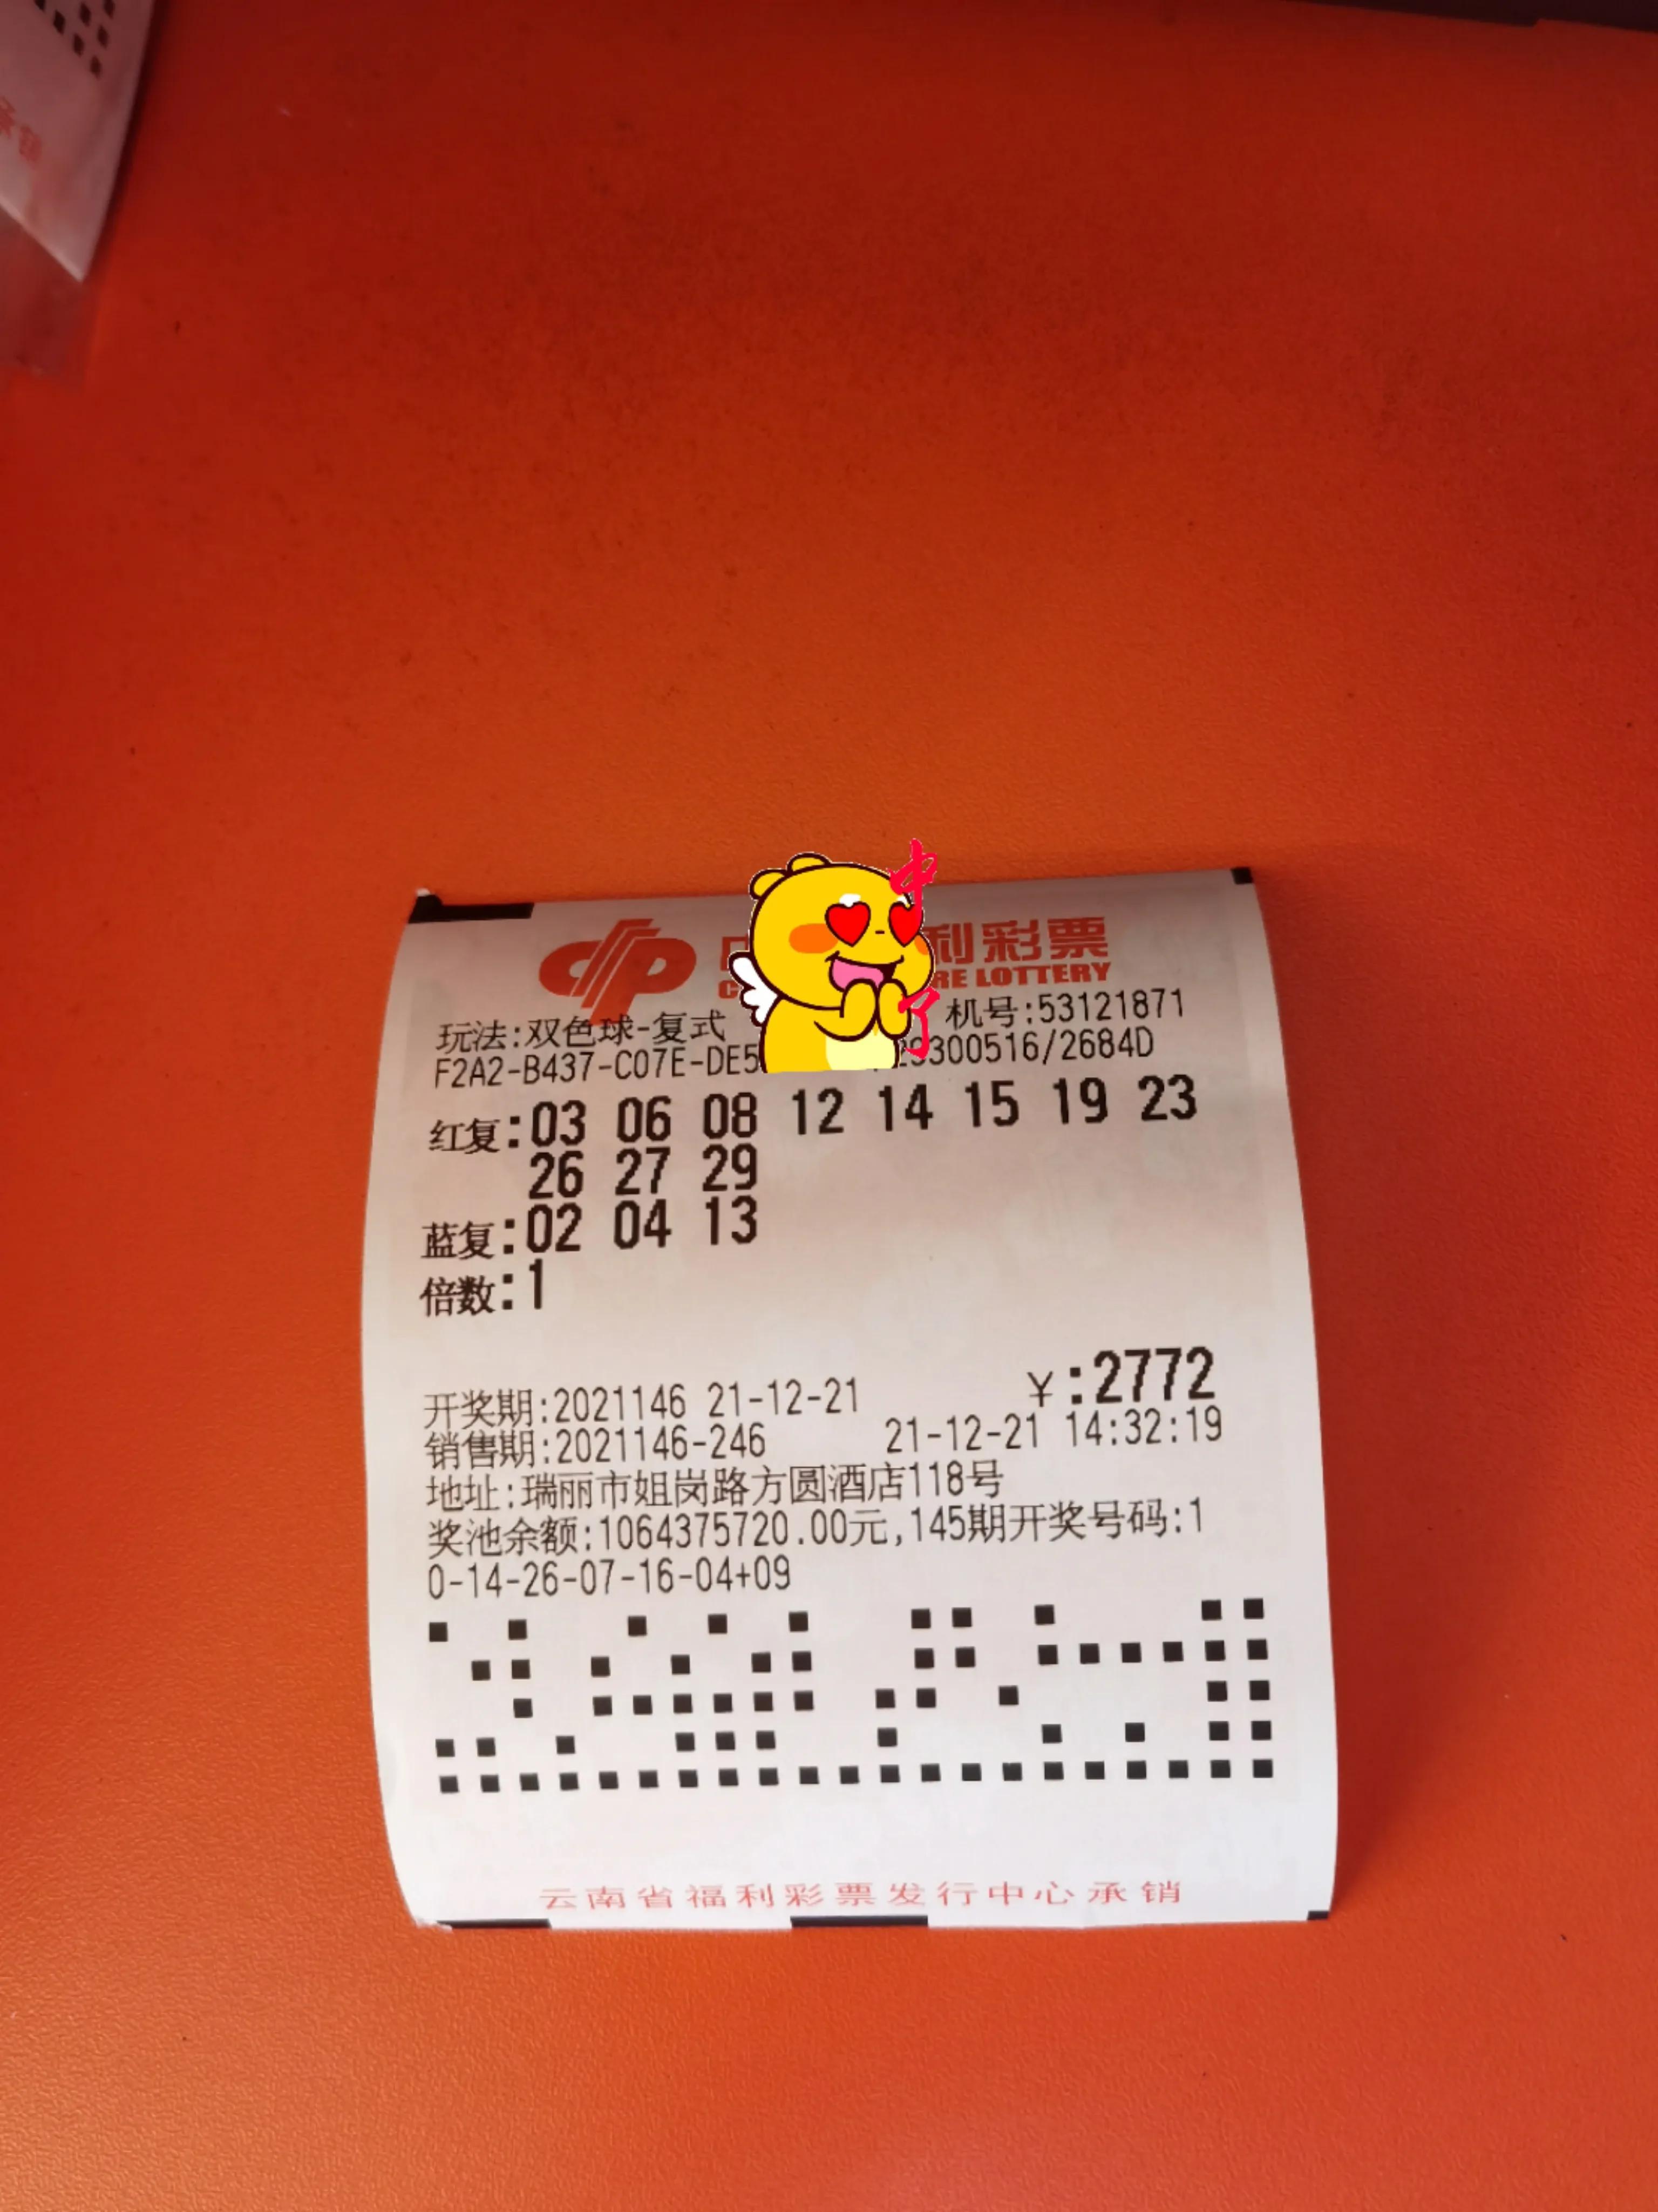 承销
中
利彩票
RE LOTTERY
了
玩法:双色球-复式 机号:53121871
F2A2-B437-C07E-DE5 29300516/2684D
红复:03 06 08 12 14 15 19 23
26 27 29
蓝复:02 04 13
倍数:1
¥:2772
开奖期:2021146 21-12-21
销售期:2021146-246 21-12-21 14:32:19
地址:瑞丽市姐岗路方圆酒店118号
奖池余额:1064375720.00元,145期开奖号码:1
0-14-26-07-16-04+09
云南省福利彩票发行中心承销